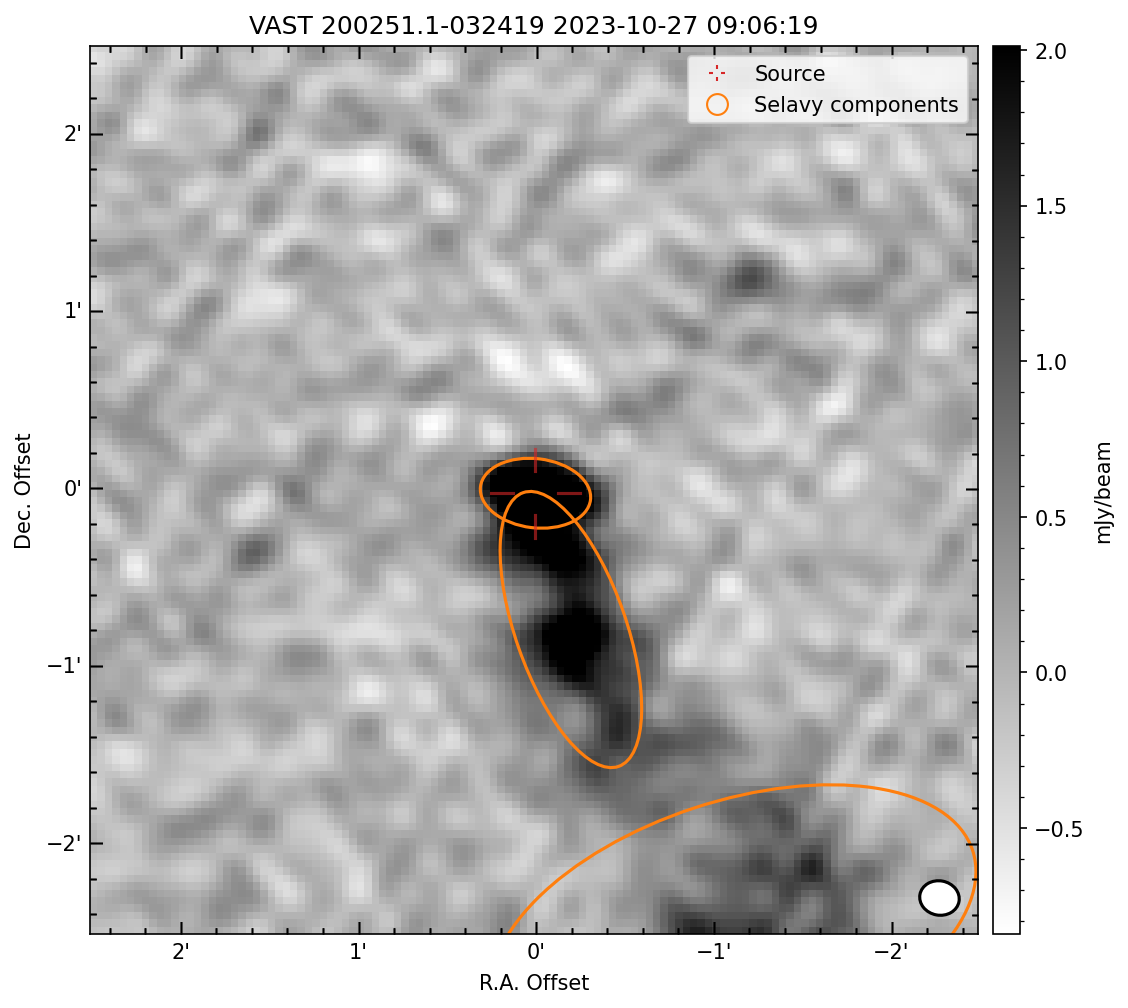 VAST 200251.1-032419 2023-10-27 09:06:19
Source
Selavy components
2'
1'
0'
−1'
−2'
Dec. Offset
2'
1'
0'
−1'
−2'
R.A. Offset
2.0
1.5
1.0
0.5
0.0
−0.5
mJy/beam